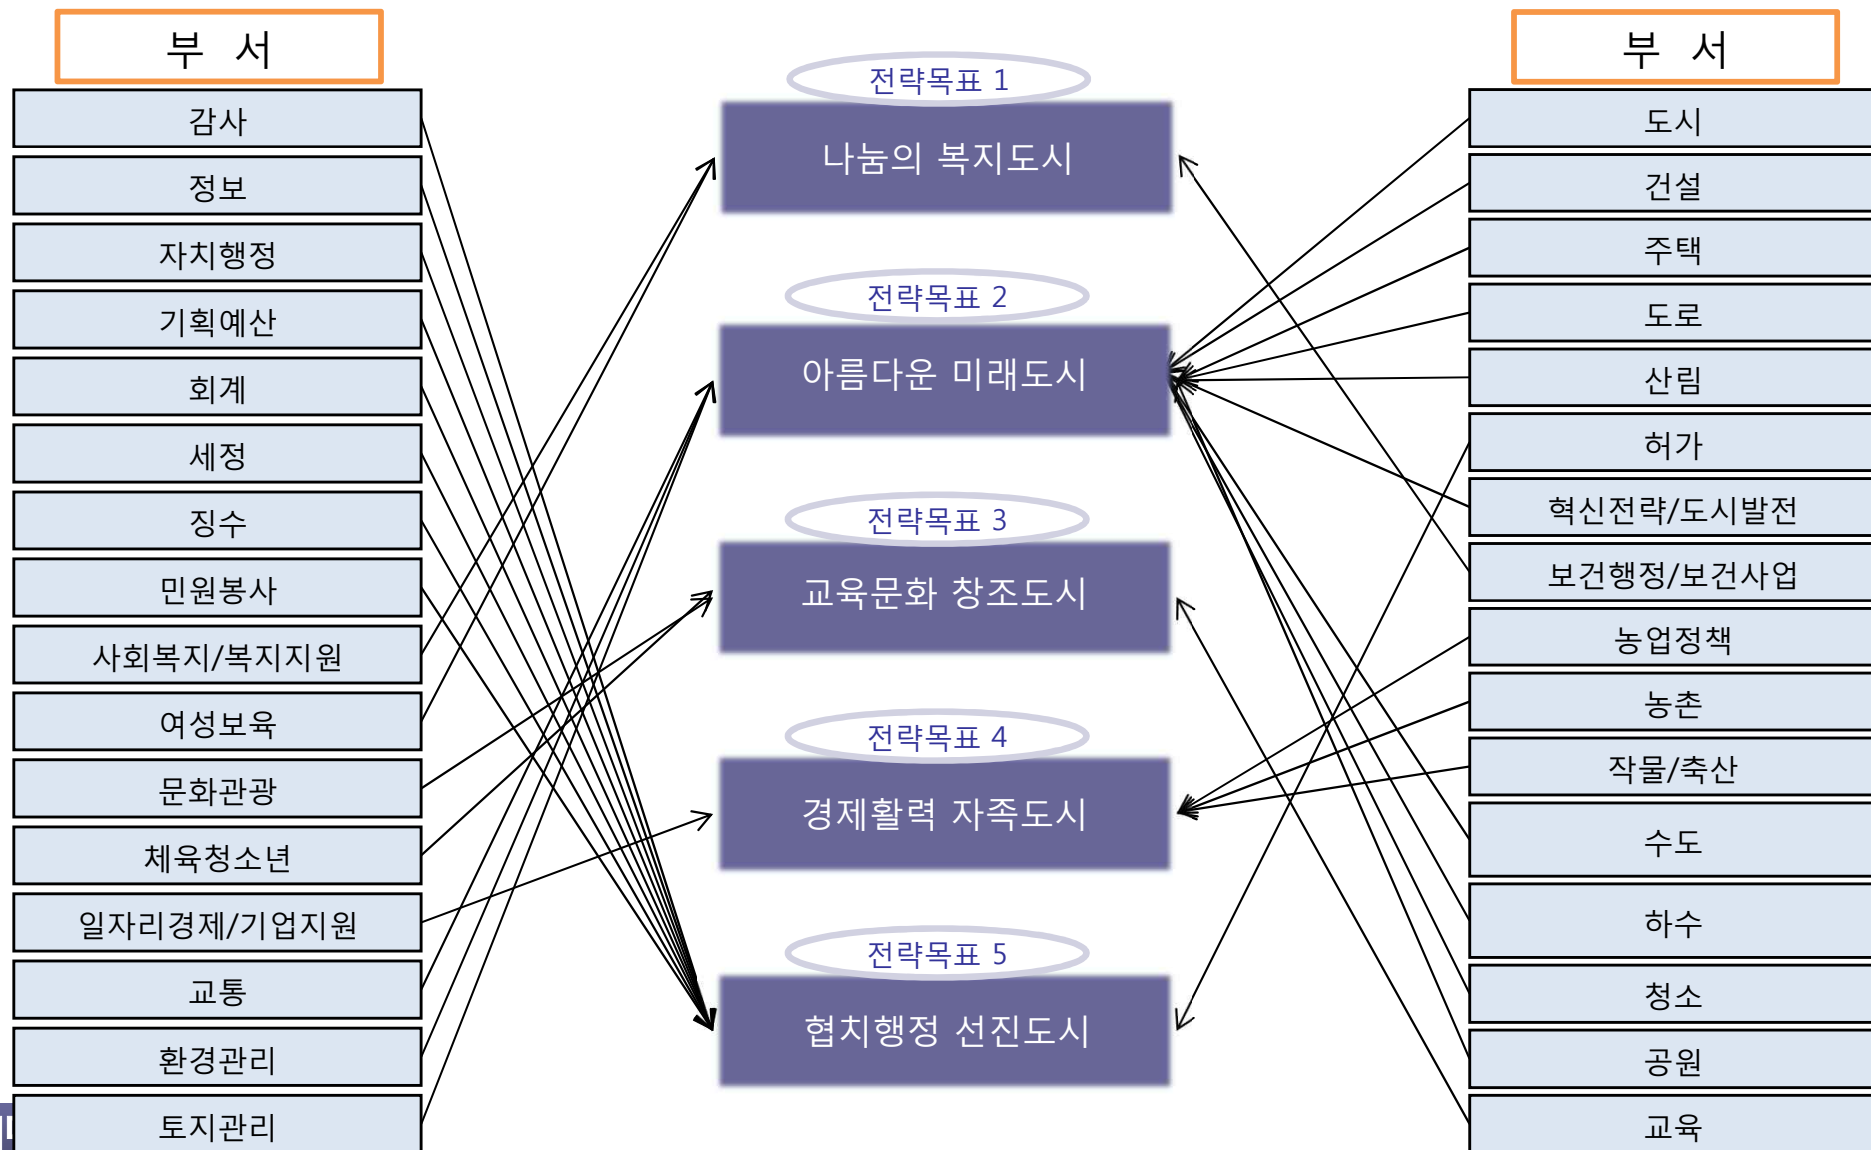 부 서
감사
정보
자치행정
기획예산
회계
세정
징수
민원봉사
사회복지/복지지원
여성보육
문화관광
체육청소년
일자리경제/기업지원
교통
환경관리
토지관리
전략목표 1
나눔의 복지도시
전략목표 2
아름다운 미래도시
전략목표 3
교육문화 창조도시
전략목표 4
경제활력 자족도시
전략목표 5
협치행정 선진도시
부 서
도시
건설
주택
도로
산림
허가
혁신전략/도시발전
보건행정/보건사업
농업정책
농촌
작물/축산
수도
하수
청소
공원
교육